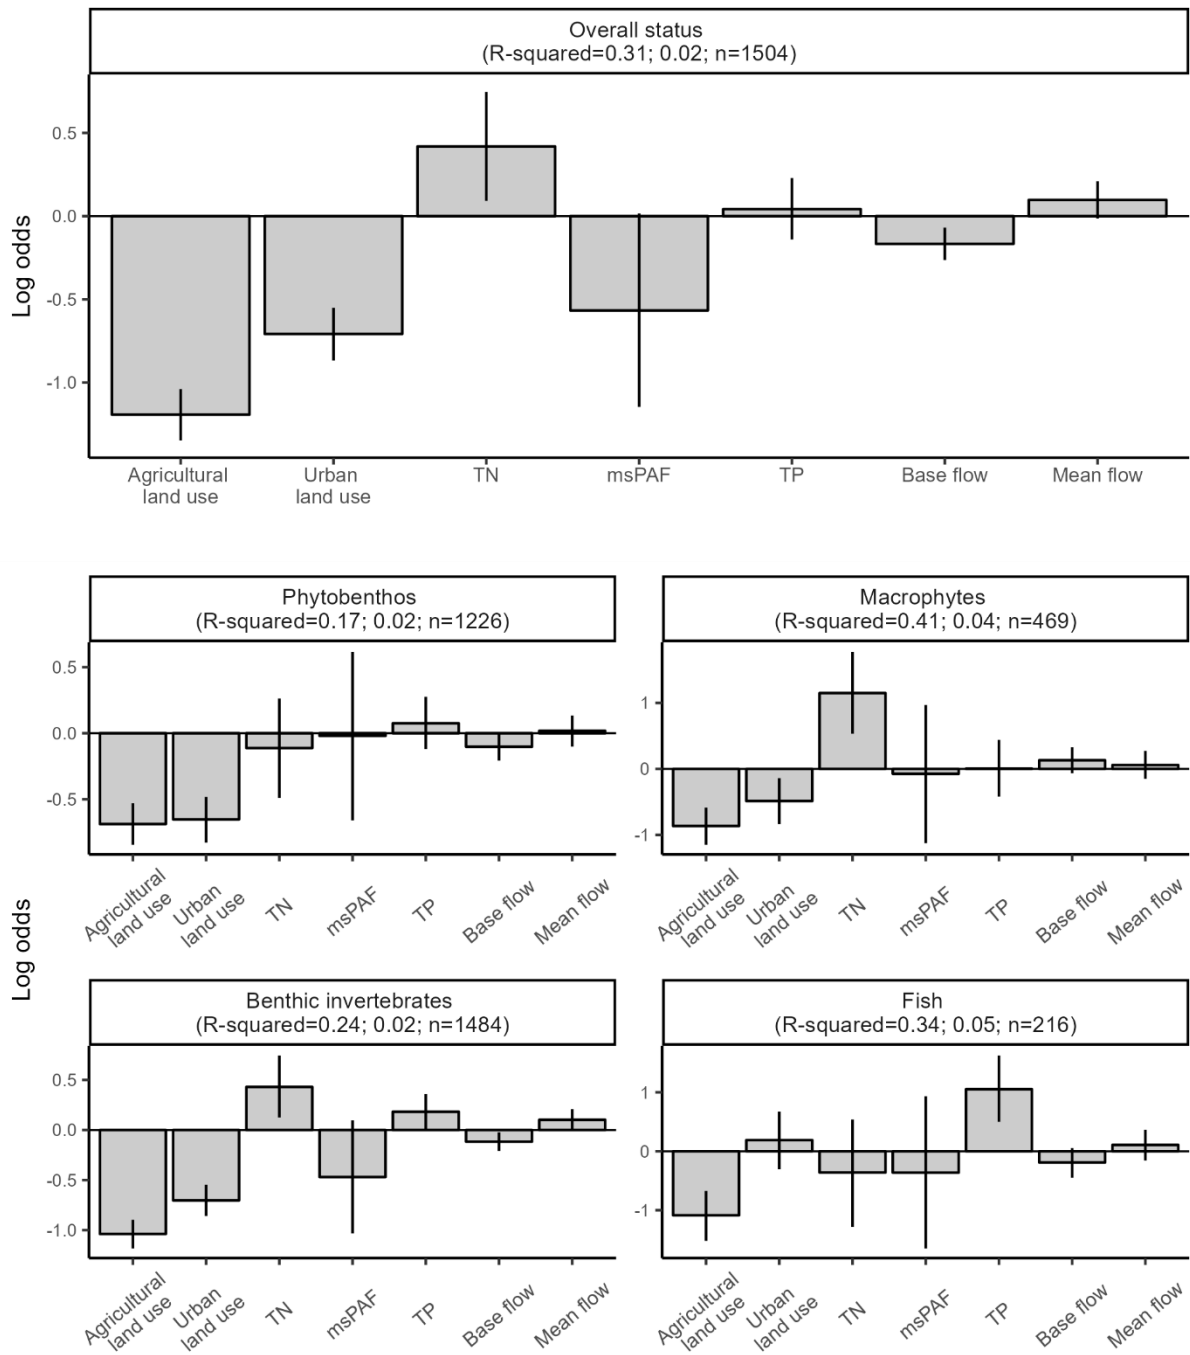 Overall status
(R-squared=0.31; 0.02; n=1504)
Log odds
0.5
0.0
-0.5
-1.0
Agricultural
land use
Urban
land use
TN
msPAF
TP
Base flow
Mean flow
Log odds
Phytobenthos
(R-squared=0.17; 0.02; n=1226)
0.5
0.0
-0.5
Agricultural
land use
Urban
land use
TN
msPAF
TP
Base flow
Mean flow
Macrophytes
(R-squared=0.41; 0.04; n=469)
1
0
-1
Agricultural
land use
Urban
land use
TN
msPAF
TP
Base flow
Mean flow
Benthic invertebrates
(R-squared=0.24; 0.02; n=1484)
0.5
0.0
-0.5
-1.0
Agricultural
land use
Urban
land use
TN
msPAF
TP
Base flow
Mean flow
Fish
(R-squared=0.34; 0.05; n=216)
1
0
-1
Agricultural
land use
Urban
land use
TN
msPAF
TP
Base flow
Mean flow